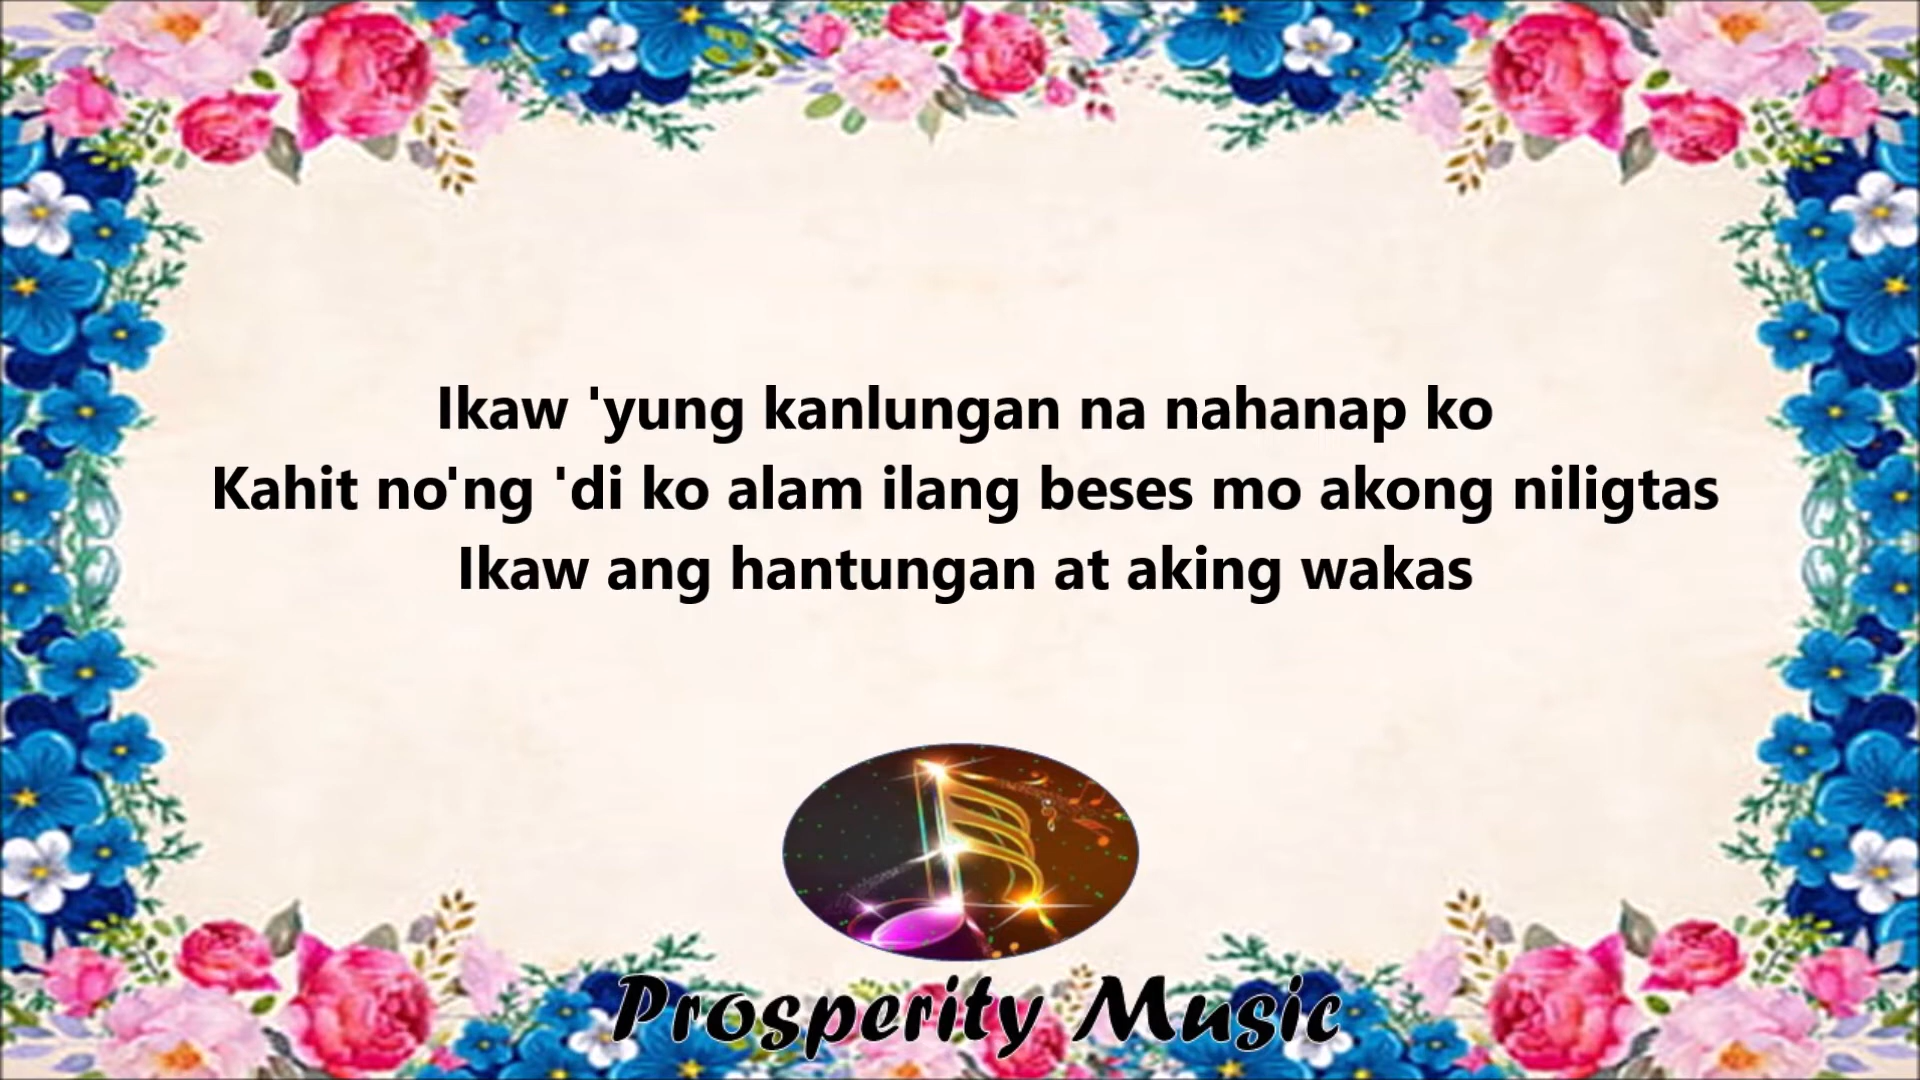 Ikaw 'yung kanlungan na nahanap ko
Kahit no'ng 'di ko alam ilang beses mo akong niligtas
Ikaw ang hantungan at aking wakas
Prosperity Music